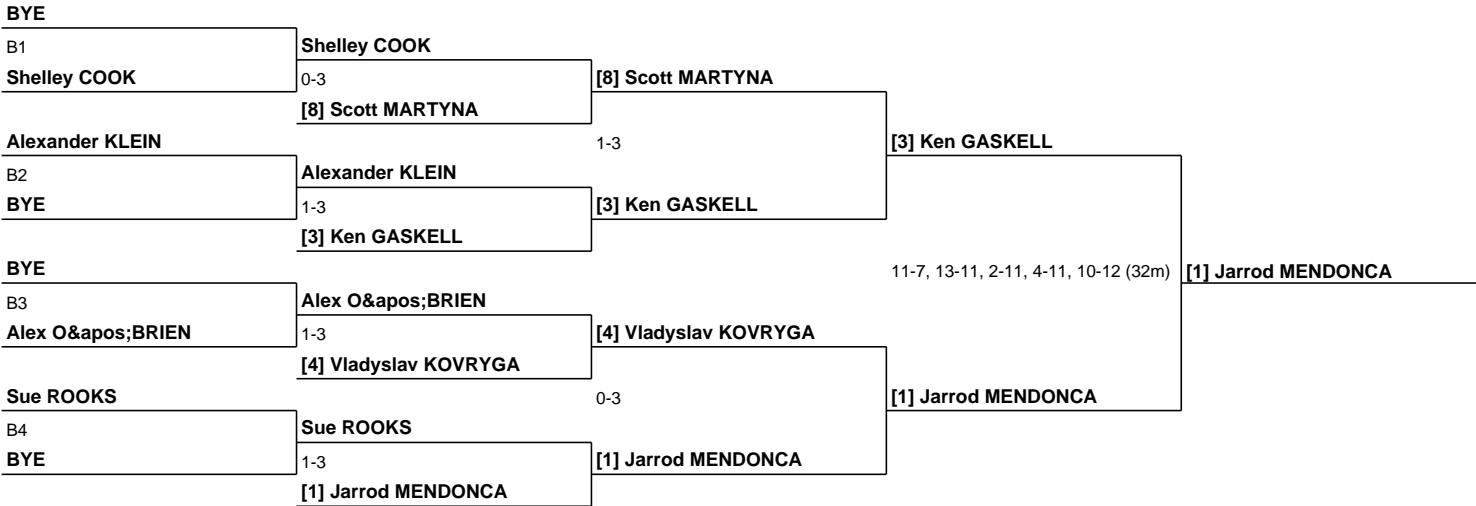 BYE
B1
Shelley COOK
Shelley COOK
0-3
[8] Scott MARTYNA
[8] Scott MARTYNA
Alexander KLEIN
1-3
[3] Ken GASKELL
B2
Alexander KLEIN
BYE
1-3
[3] Ken GASKELL
[3] Ken GASKELL
BYE
11-7, 13-11, 2-11, 4-11, 10-12 (32m)
[1] Jarrod MENDONCA
B3
Alex O&apos;BRIEN
Alex O&apos;BRIEN
1-3
[4] Vladyslav KOVRYGA
[4] Vladyslav KOVRYGA
Sue ROOKS
0-3
[1] Jarrod MENDONCA
B4
Sue ROOKS
BYE
1-3
[1] Jarrod MENDONCA
[1] Jarrod MENDONCA